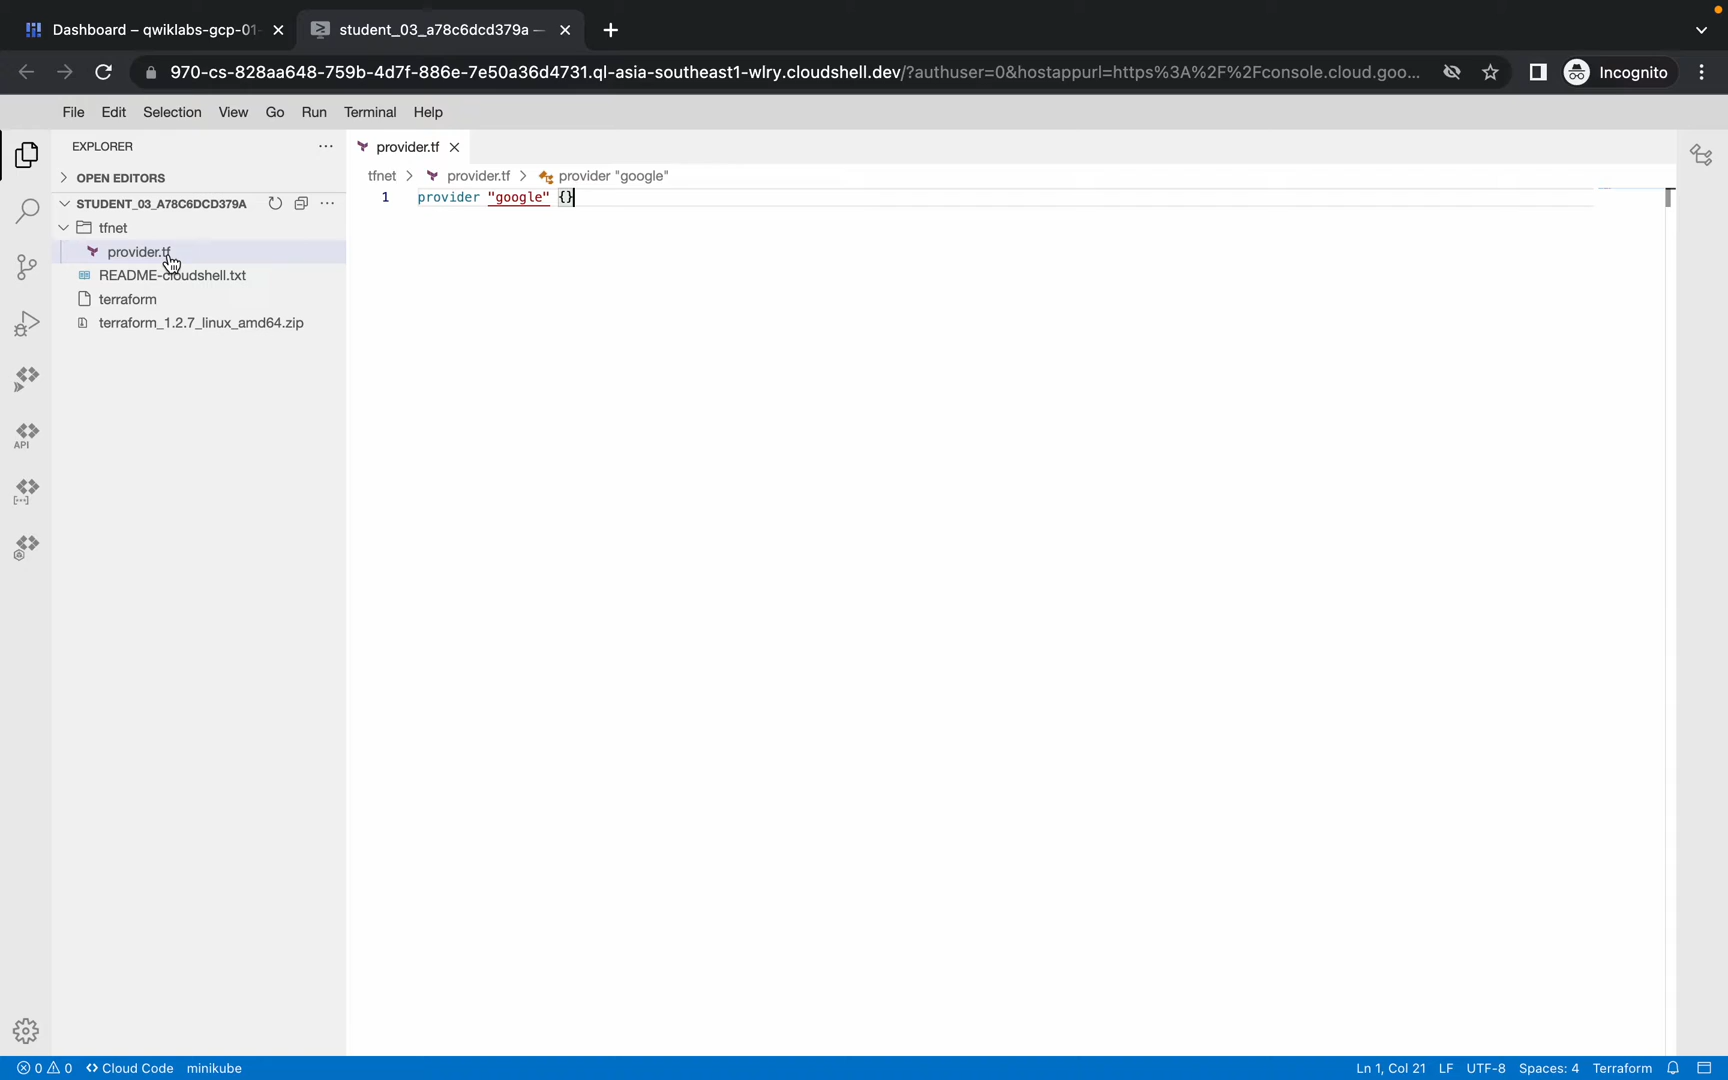 Dashboard – qwiklabs-gcp-01-
student_03_a78c6dcd379a —
970-cs-828aa648-759b-4d7f-886e-7e50a36d4731.ql-asia-southeast1-wlry.cloudshell.dev/?authuser=0&hostappurl=https%3A%2F%2Fconsole.cloud.goo...
Incognito
File Edit Selection View Go Run Terminal Help
EXPLORER
OPEN EDITORS
STUDENT_03_A78C6DCD379A
tfnet
provider.tf
README-cloudshell.txt
terraform
terraform_1.2.7_linux_amd64.zip
API
provider.tf
tfnet > provider.tf > provider "google"
1 provider "google" {}
0 0 Cloud Code minikube
Ln 1, Col 21 LF UTF-8 Spaces: 4 Terraform